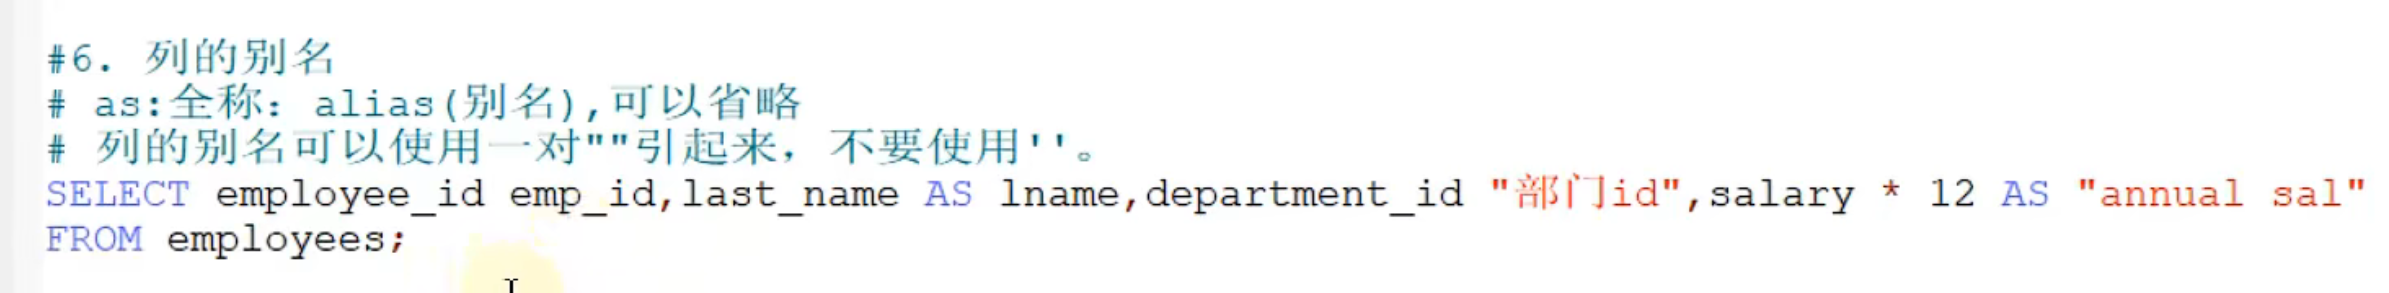 #6. 列的别名
# as:全称：alias(别名),可以省略
# 列的别名可以使用一对""引起来，不要使用''。
SELECT employee_id emp_id,last_name AS lname,department_id "部门id",salary * 12 AS "annual sal"
FROM employees;